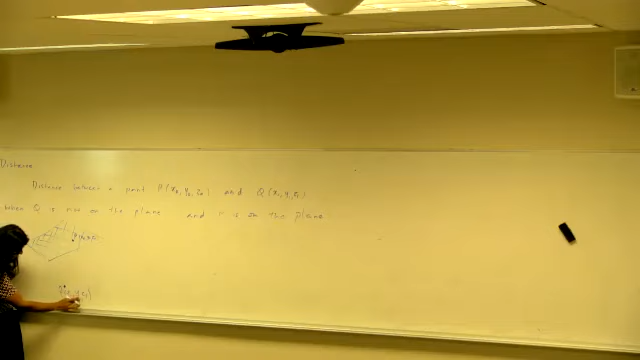 Distance
Distance between a point P(x₀, y₀, z₀) and Q(x₁, y₁, z₁)
When Q is not on the plane and P is on the plane